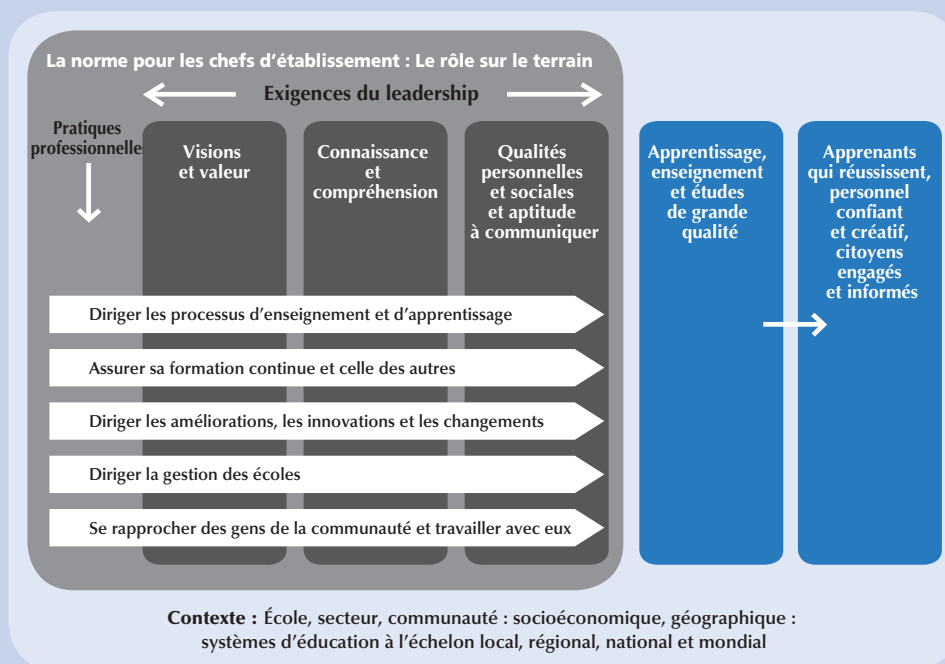 La norme pour les chefs d'établissement : Le rôle sur le terrain
Exigences du leadership
Pratiques
professionnelle
Visions
et valeur
Connaissance
et
compréhension
Qualités
personnelles
et sociales
et aptitude
à communiquer
Apprentissage,
enseignement
et études
de grande
qualité
Apprenants
qui réussissent,
personnel
confiant
et créatif,
citoyens
engagés
et informés
Diriger les processus d'enseignement et d'apprentissage
Assurer sa formation continue et celle des autres
Diriger les améliorations, les innovations et les changements
Diriger la gestion des écoles
Se rapprocher des gens de la communauté et travailler avec eux
Contexte : École, secteur, communauté : socioéconomique, géographique :
systèmes d'éducation à l'échelon local, régional, national et mondial